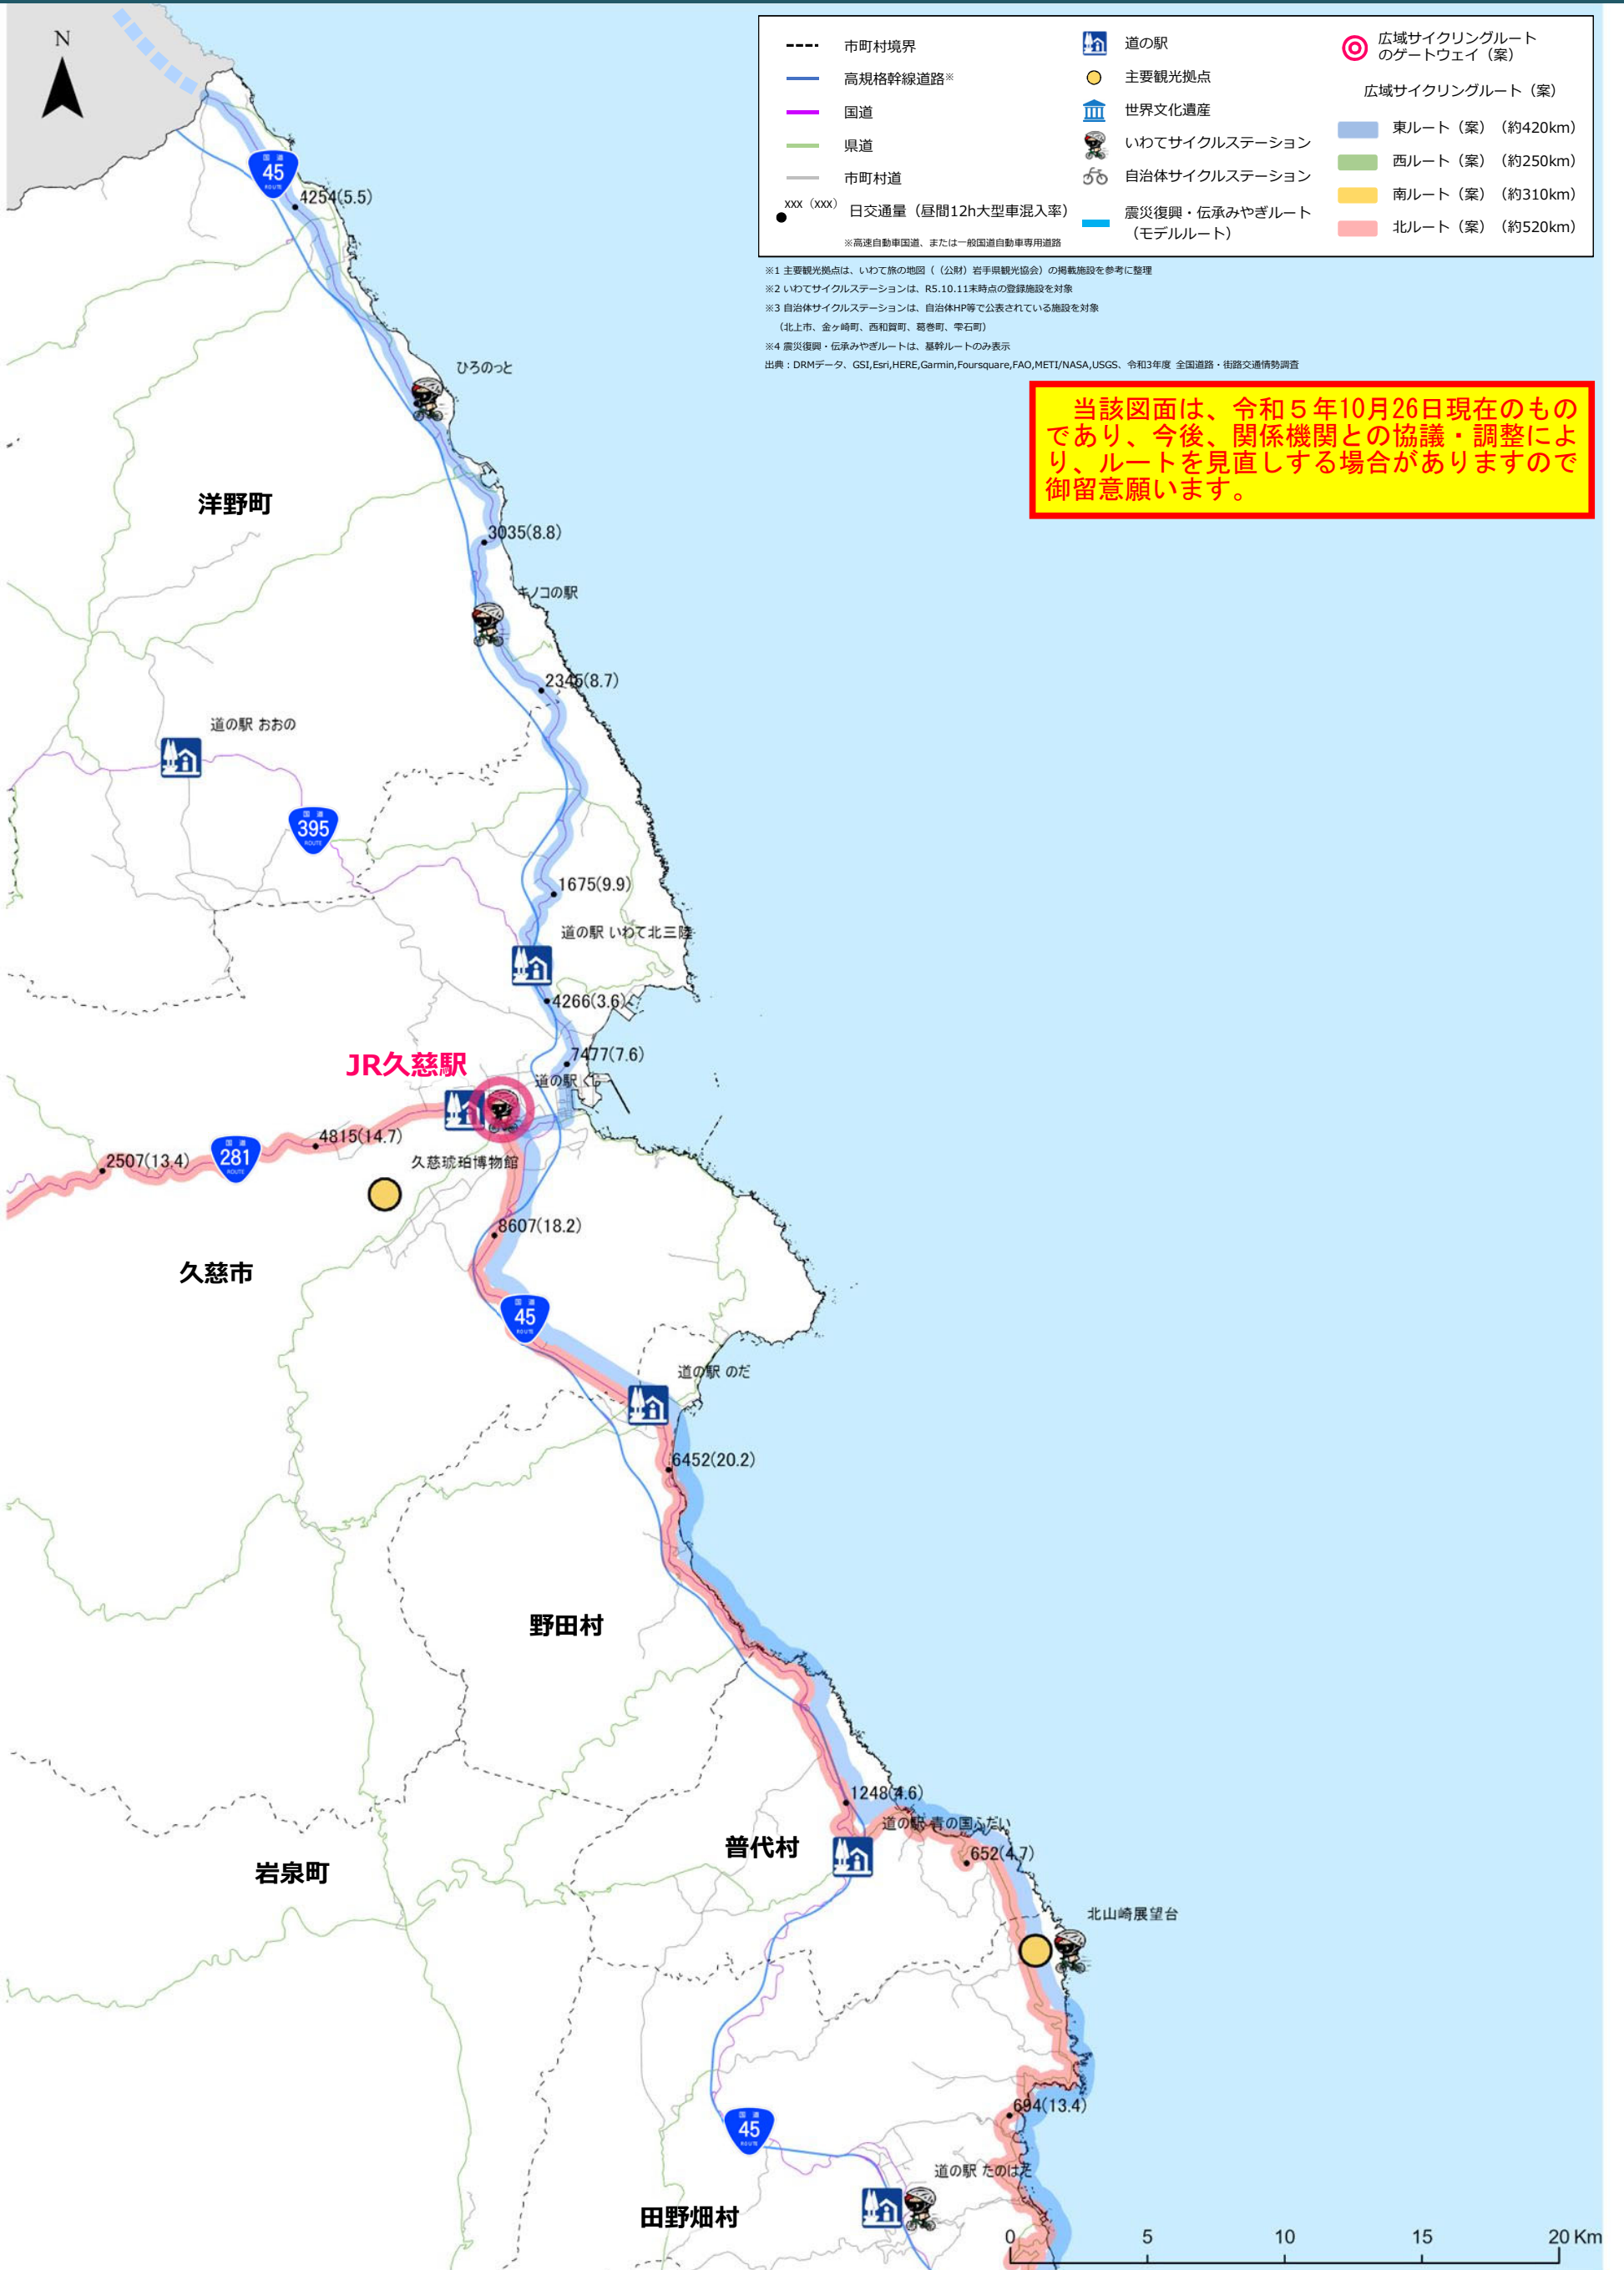 N
市町村境界
高規格幹線道路※
国道
県道
市町村道
xxx（xxx）
日交通量（昼間12h大型車混入率）
※高速自動車国道、または一般国道自動車専用道路
道の駅
主要観光拠点
世界文化遺産
いわてサイクルステーション
自治体サイクルステーション
震災復興・伝承みやぎルート
（モデルルート）
広域サイクリングルート
のゲートウェイ（案）
広域サイクリングルート（案）
東ルート（案）（約420km）
西ルート（案）（約250km）
南ルート（案）（約310km）
北ルート（案）（約520km）
※1 主要観光拠点は、いわて旅の地図（（公財）岩手県観光協会）の掲載施設を参考に整理
※2 いわてサイクルステーションは、R5.10.11末時点の登録施設を対象
※3 自治体サイクルステーションは、自治体HP等で公表されている施設を対象
（北上市、金ヶ崎町、西和賀町、葛巻町、雫石町）
※4 震災復興・伝承みやぎルートは、基幹ルートのみ表示
出典：DRMデータ、GSI,Esri,HERE,Garmin,Foursquare,FAO,METI/NASA,USGS、令和3年度 全国道路・街路交通情勢調査
当該図面は、令和５年10月26日現在のもの
であり、今後、関係機関との協議・調整によ
り、ルートを見直しする場合がありますので
御留意願います。
国道
45
ROUTE
4254(5.5)
ひろのっと
洋野町
3035(8.8)
キノコの駅
2345(8.7)
道の駅 おおの
国道
395
ROUTE
1675(9.9)
道の駅 いわて北三陸
4266(3.6)
JR久慈駅
7477(7.6)
道の駅 くじ
4815(14.7)
国道
281
ROUTE
2507(13.4)
久慈琥珀博物館
8607(18.2)
久慈市
国道
45
ROUTE
道の駅 のだ
6452(20.2)
野田村
1248(4.6)
道の駅 青の国ふだい
普代村
652(4.7)
岩泉町
北山崎展望台
694(13.4)
国道
45
ROUTE
道の駅 たのはた
田野畑村
0
5
10
15
20 Km